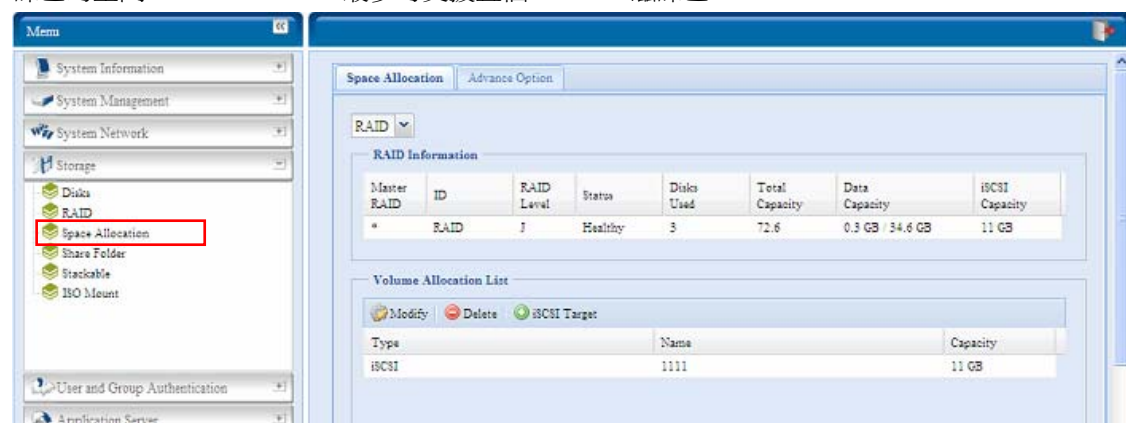 Menu
System Information
System Management
System Network
Storage
Disks
RAID
Space Allocation
Share Folder
Stackable
ISO Mount
User and Group Authentication
Application Server
Space Allocation Advance Option
RAID
RAID Information
Master RAID ID RAID Level Status Disks Used Total Capacity Data Capacity iSCSI Capacity
* RAID J Healthy 3 72.6 0.3 GB / 34.6 GB 11 GB
Volume Allocation List
Modify Delete iSCSI Target
Type Name Capacity
iSCSI 1111 11 GB